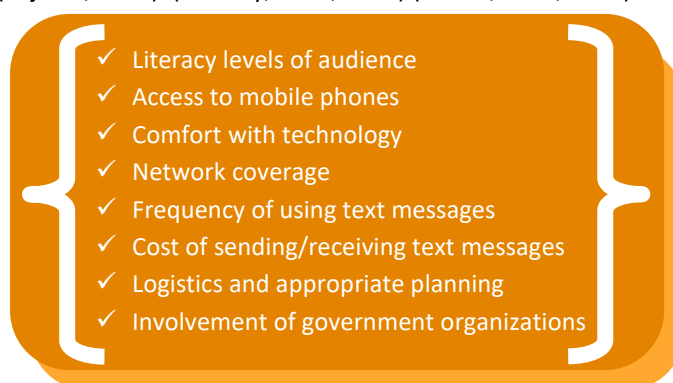 ✓ Literacy levels of audience
✓ Access to mobile phones
✓ Comfort with technology
✓ Network coverage
✓ Frequency of using text messages
✓ Cost of sending/receiving text messages
✓ Logistics and appropriate planning
✓ Involvement of government organizations